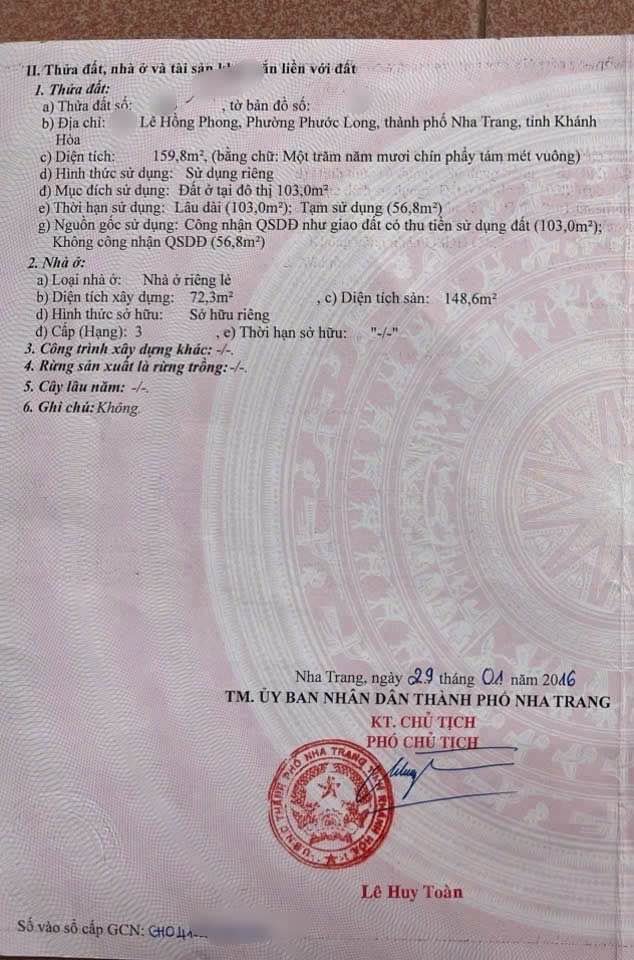 II. Thửa đất, nhà ở và tài sản gắn liền với đất
1. Thửa đất:
a) Thửa đất số: , tờ bản đồ số:
b) Địa chỉ: Lê Hồng Phong, Phường Phước Long, thành phố Nha Trang, tỉnh Khánh
Hòa
c) Diện tích: 159,8m², (bằng chữ: Một trăm năm mươi chín phẩy tám mét vuông)
d) Hình thức sử dụng: Sử dụng riêng
đ) Mục đích sử dụng: Đất ở tại đô thị 103,0m²
e) Thời hạn sử dụng: Lâu dài (103,0m²); Tạm sử dụng (56,8m²)
g) Nguồn gốc sử dụng: Công nhận QSDĐ như giao đất có thu tiền sử dụng đất (103,0m²);
Không công nhận QSDĐ (56,8m²)
2. Nhà ở:
a) Loại nhà ở: Nhà ở riêng lẻ
b) Diện tích xây dựng: 72,3m² , c) Diện tích sàn: 148,6m²
d) Hình thức sở hữu: Sở hữu riêng
đ) Cấp (Hạng): 3 , e) Thời hạn sở hữu: "-/-"
3. Công trình xây dựng khác: -/-.
4. Rừng sản xuất là rừng trồng: -/-.
5. Cây lâu năm: -/-.
6. Ghi chú: Không.
Nha Trang, ngày 29 tháng 01 năm 2016
TM. ỦY BAN NHÂN DÂN THÀNH PHỐ NHA TRANG
KT. CHỦ TỊCH
PHÓ CHỦ TỊCH
Lê Huy Toàn
Số vào sổ cấp GCN: CH041